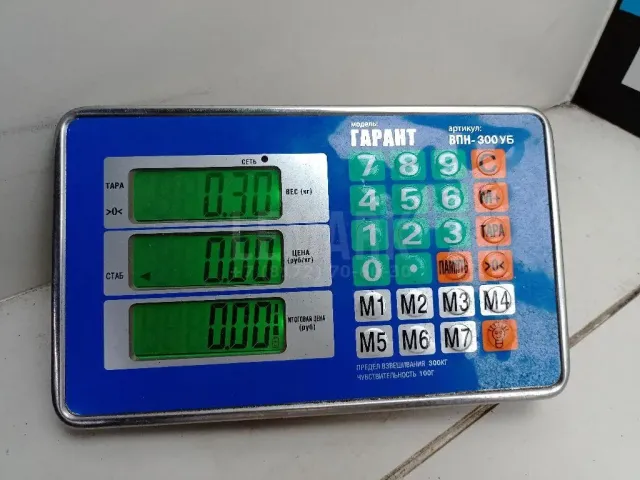 модель: артикул:
ГАРАНТ ВПН-300УБ
СЕТЬ
ТАРА 0.30 ВЕС (кг)
>0<
7 8 9 C
4 5 6 М+
СТАБ 0.00 ЦЕНА
(руб/кг)
1 2 3 ТАРА
0 . ПАМЯТЬ >0<
0.00 ИТОГОВАЯ ЦЕНА
(руб)
M1 M2 M3 M4
M5 M6 M7
ПРЕДЕЛ ВЗВЕШИВАНИЯ 300КГ
ЧУВСТВИТЕЛЬНОСТЬ 100Г